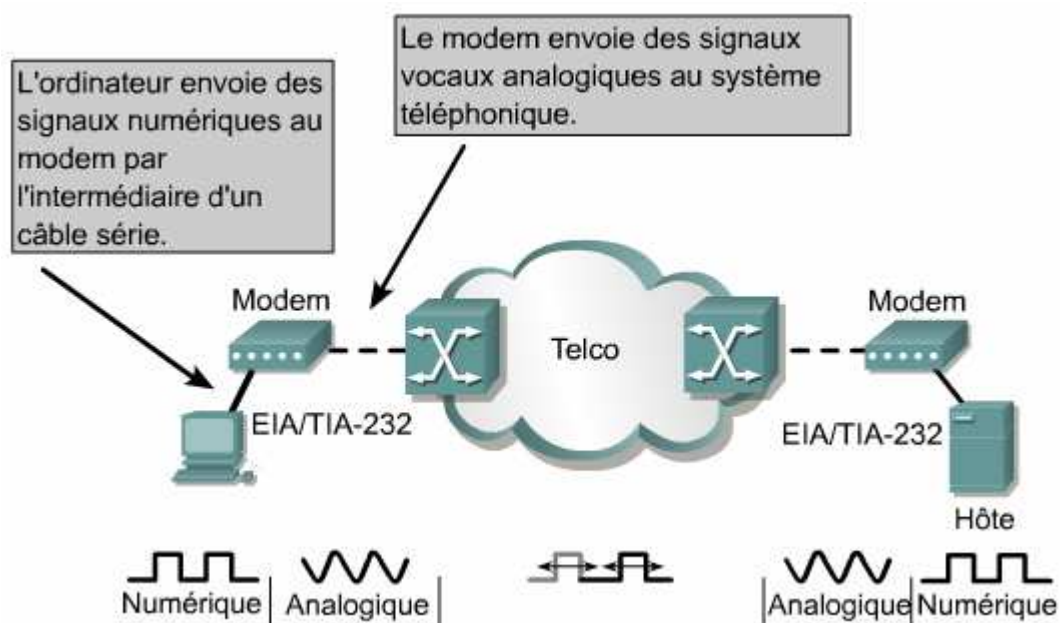 L'ordinateur envoie des
signaux numériques au
modem par
l'intermédiaire d'un
câble série.
Le modem envoie des signaux
vocaux analogiques au système
téléphonique.
Modem
Telco
Modem
EIA/TIA-232
EIA/TIA-232
Hôte
Numérique
Analogique
Analogique
Numérique